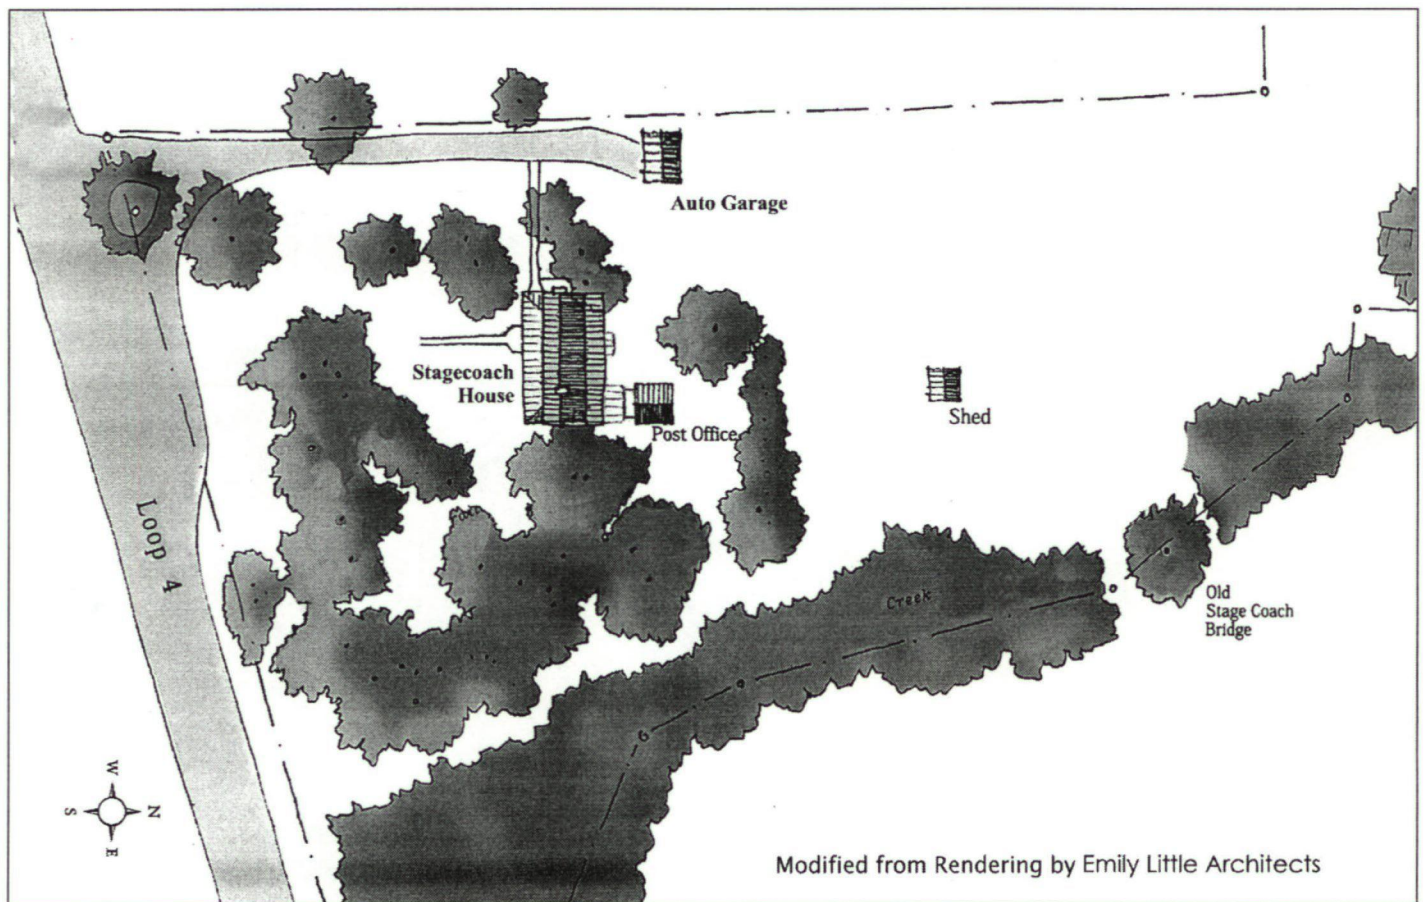 Auto Garage
Stagecoach
House
Post Office
Shed
Loop 4
Creek
Old
Stage Coach
Bridge
W
S
N
E
Modified from Rendering by Emily Little Architects